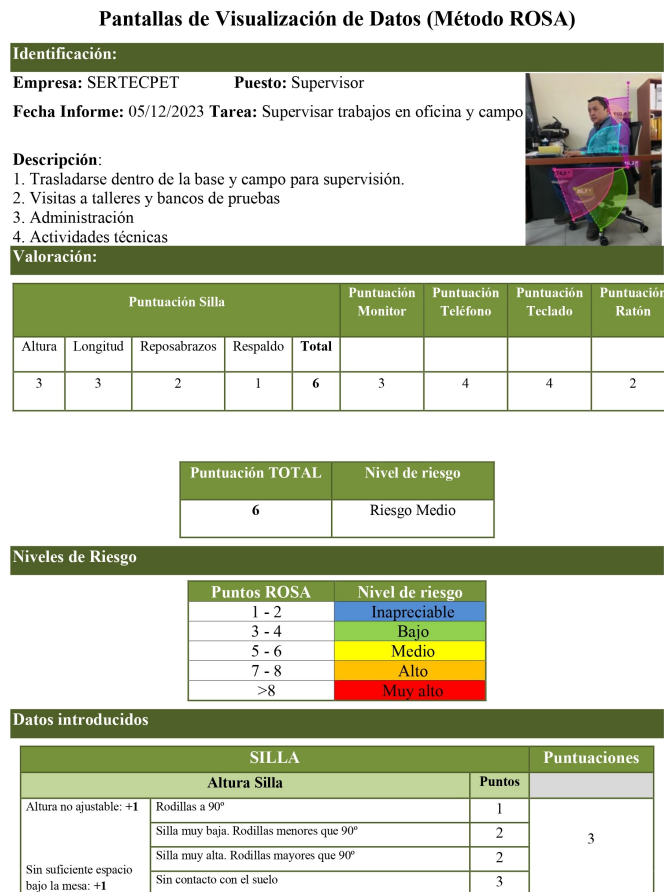 Pantallas de Visualización de Datos (Método ROSA)
Identificación:
Empresa: SERTECPET Puesto: Supervisor
Fecha Informe: 05/12/2023 Tarea: Supervisar trabajos en oficina y campo
Descripción:
1. Trasladarse dentro de la base y campo para supervisión.
2. Visitas a talleres y bancos de pruebas
3. Administración
4. Actividades técnicas
Valoración:
Puntuación Silla Puntuación Monitor Puntuación Teléfono Puntuación Teclado Puntuación Ratón
Altura Longitud Reposabrazos Respaldo Total
3 3 2 1 6 3 4 4 2
Puntuación TOTAL Nivel de riesgo
6 Riesgo Medio
Niveles de Riesgo
Puntos ROSA Nivel de riesgo
1 - 2 Inapreciable
3 - 4 Bajo
5 - 6 Medio
7 - 8 Alto
>8 Muy alto
Datos introducidos
SILLA Puntuaciones
Altura Silla Puntos
Altura no ajustable: +1 Rodillas a 90º 1
Silla muy baja. Rodillas menores que 90º 2
Silla muy alta. Rodillas mayores que 90º 2
3
Sin suficiente espacio
bajo la mesa: +1
Sin contacto con el suelo 3